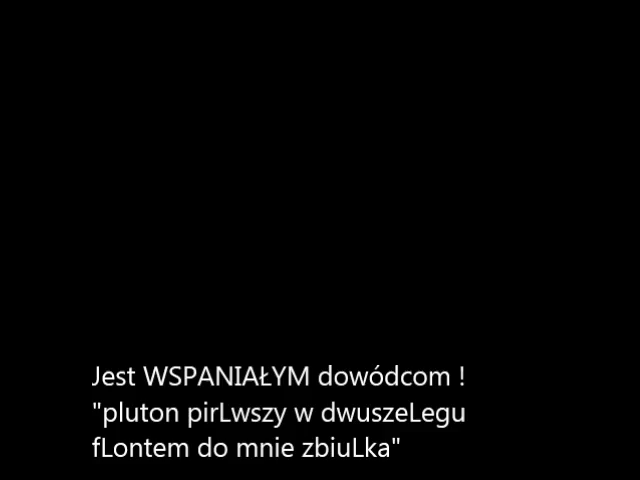 Jest WSPANIAŁYM dowódcom !
"pluton pirLwszy w dwuszeLegu
fLontem do mnie zbiuLka"